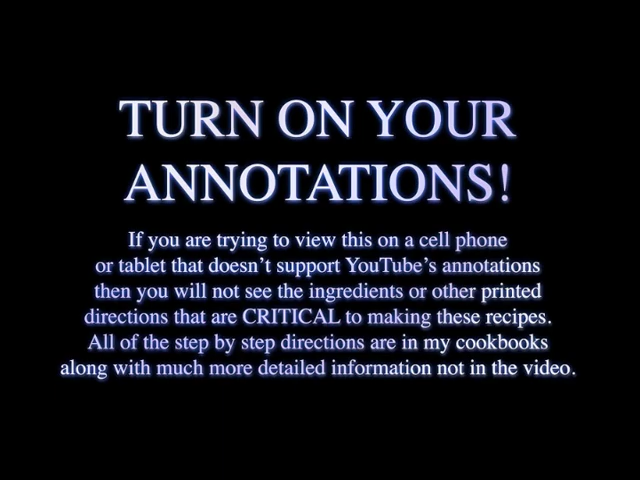 TURN ON YOUR
ANNOTATIONS!
If you are trying to view this on a cell phone
or tablet that doesn’t support YouTube’s annotations
then you will not see the ingredients or other printed
directions that are CRITICAL to making these recipes.
All of the step by step directions are in my cookbooks
along with much more detailed information not in the video.